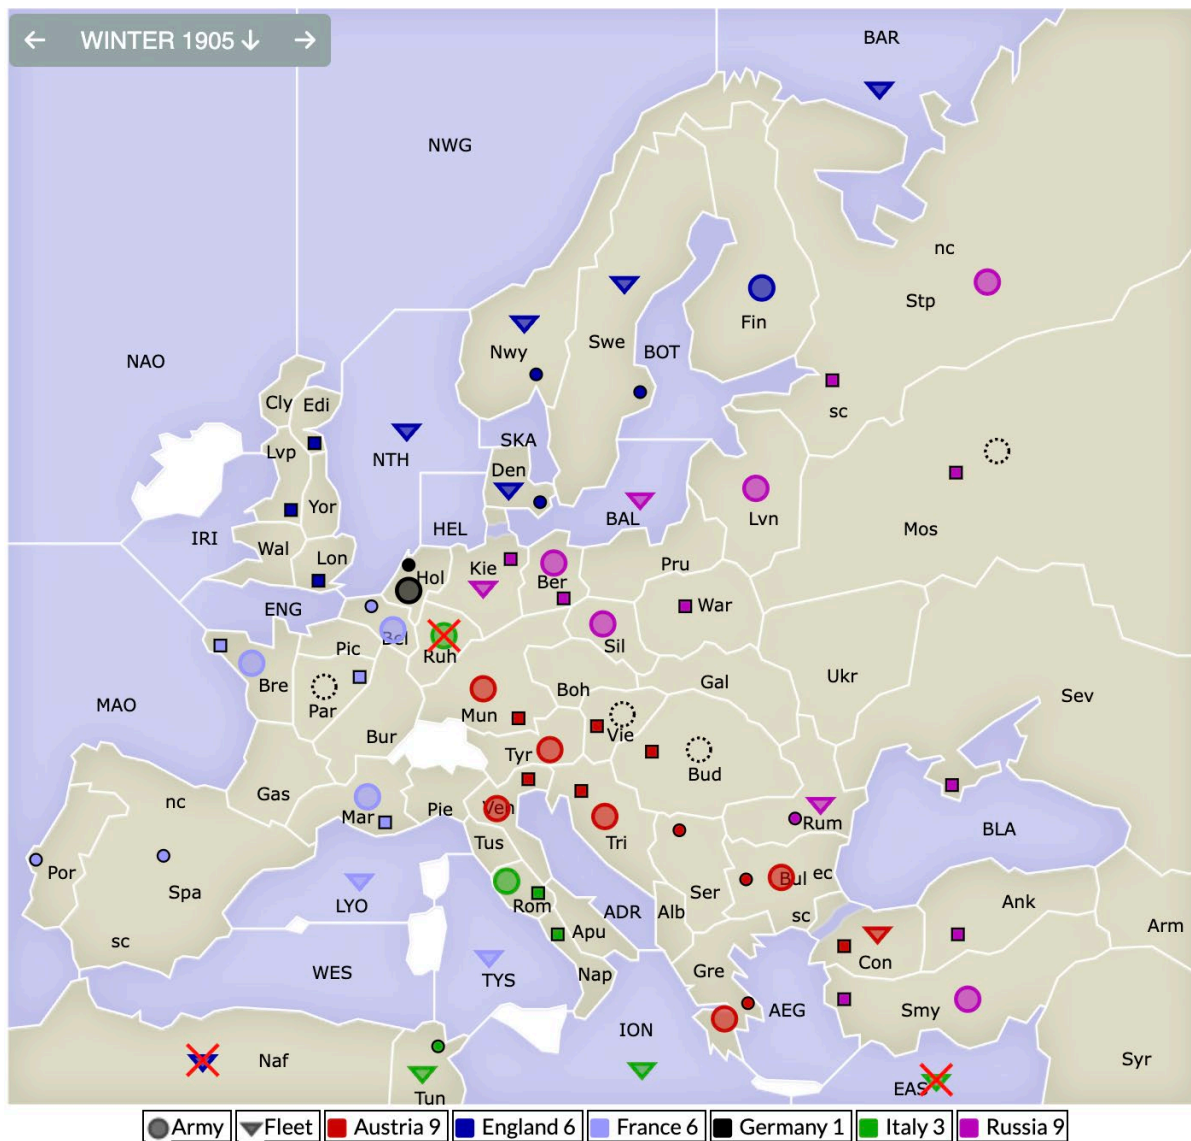 ← WINTER 1905 ↓ →
BAR
NWG
nc
Stp
NAO
Fin
Swe
Nwy
BOT
Cly Edi
sc
SKA
NTH
Lvp
Den
Yor
BAL
Lvn
HEL
Mos
IRI
Wal
Lon
Kie
Pru
Hol
Ber
War
ENG
Bel
Sil
Pic
Ruh
Ukr
Gal
Bre
Boh
Sev
MAO
Par
Mun
Vie
Bur
Tyr
Bud
Gas
nc
Ven
Pie
Mar
Rum
BLA
Tus
Tri
Por
Bul ec
Spa
Ser
Ank
LYO
Rom
ADR
Alb
sc
Arm
Apu
sc
Con
WES
TYS
Nap
Gre
AEG
Smy
ION
Naf
Syr
EAS
Tun
Army Fleet Austria 9 England 6 France 6 Germany 1 Italy 3 Russia 9